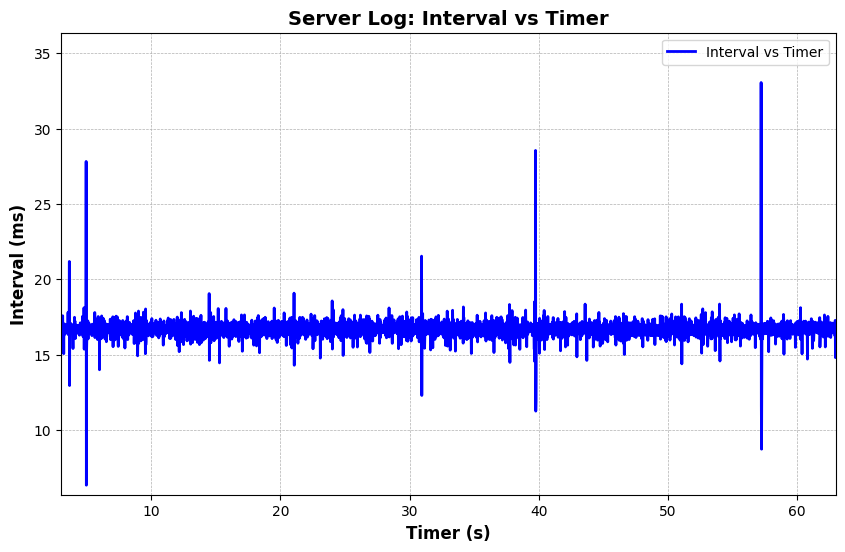 Server Log: Interval vs Timer
Interval vs Timer
35
30
25
20
15
10
Interval (ms)
10 20 30 40 50 60
Timer (s)